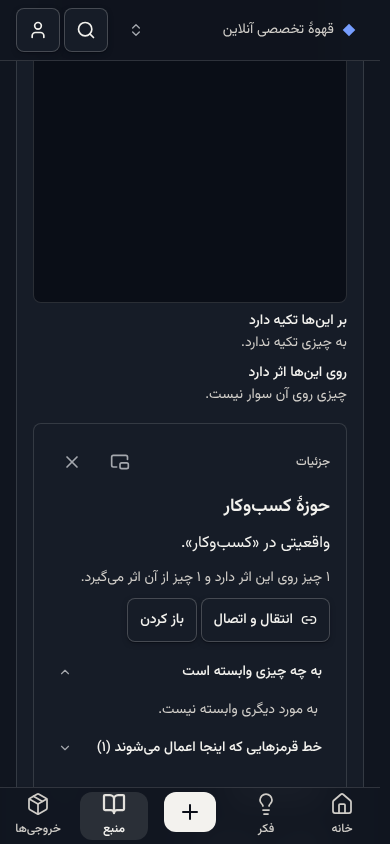 قهوهٔ تخصصی آنلاین
بر این‌ها تکیه دارد
به چیزی تکیه ندارد.
روی این‌ها اثر دارد
چیزی روی آن سوار نیست.
جزئیات
حوزهٔ کسب‌وکار
واقعیتی در «کسب‌وکار».
۱ چیز روی این اثر دارد و ۱ چیز از آن اثر می‌گیرد.
انتقال و اتصال
باز کردن
به چه چیزی وابسته است
به مورد دیگری وابسته نیست.
خط قرمزهایی که اینجا اعمال می‌شوند (۱)
خانه
فکر
منبع
خروجی‌ها